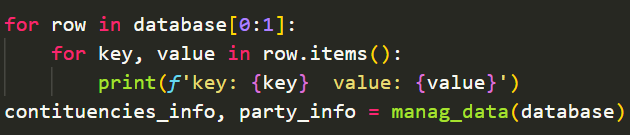 for row in database[0:1]:
    for key, value in row.items():
        print(f'key: {key}  value: {value}')
contituencies_info, party_info = manag_data(database)